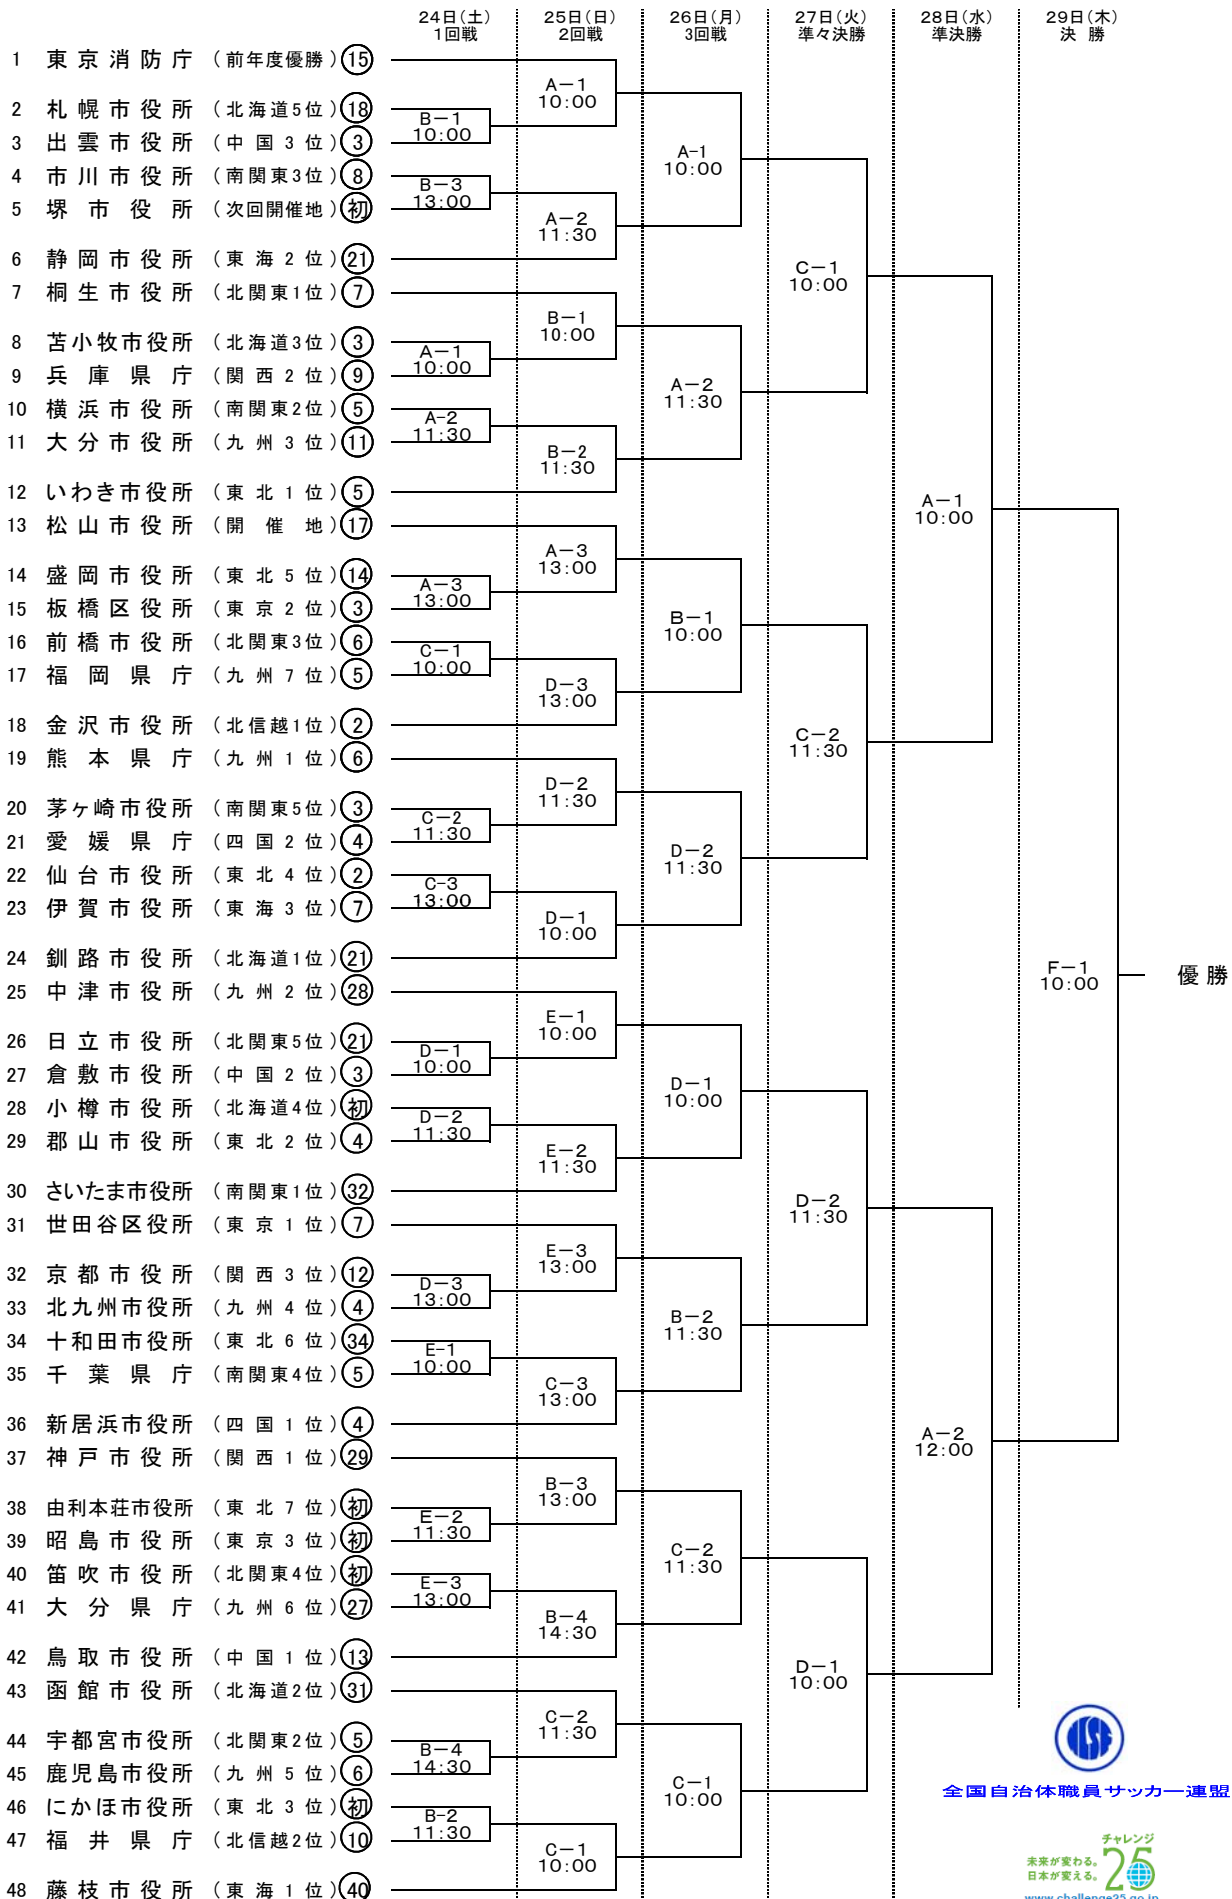 24日(土) 25日(日) 26日(月) 27日(火) 28日(水) 29日(木)
1回戦 2回戦 3回戦 準々決勝 準決勝 決 勝
1 東京消防庁 (前年度優勝) 15
A－1
10:00
2 札幌市役所 (北海道5位) 18
B－1
10:00
3 出雲市役所 (中国3位) 3
A-1
10:00
4 市川市役所 (南関東3位) 8
B－3
13:00
5 堺市役所 (次回開催地) 初
A－2
11:30
6 静岡市役所 (東海2位) 21
C－1
10:00
7 桐生市役所 (北関東1位) 7
B－1
10:00
8 苫小牧市役所 (北海道3位) 3
A－1
10:00
9 兵庫県庁 (関西2位) 9
A－2
11:30
10 横浜市役所 (南関東2位) 5
A-2
11:30
11 大分市役所 (九州3位) 11
B－2
11:30
12 いわき市役所 (東北1位) 5
A－1
10:00
13 松山市役所 (開催地) 17
A－3
13:00
14 盛岡市役所 (東北5位) 14
A－3
13:00
15 板橋区役所 (東京2位) 3
B－1
10:00
16 前橋市役所 (北関東3位) 6
C－1
10:00
17 福岡県庁 (九州7位) 5
D－3
13:00
18 金沢市役所 (北信越1位) 2
C－2
11:30
19 熊本県庁 (九州1位) 6
D－2
11:30
20 茅ヶ崎市役所 (南関東5位) 3
C－2
11:30
21 愛媛県庁 (四国2位) 4
D－2
11:30
22 仙台市役所 (東北4位) 2
C-3
13:00
23 伊賀市役所 (東海3位) 7
D－1
10:00
24 釧路市役所 (北海道1位) 21
F－1
10:00
優勝
25 中津市役所 (九州2位) 28
E－1
10:00
26 日立市役所 (北関東5位) 21
D－1
10:00
27 倉敷市役所 (中国2位) 3
D－1
10:00
28 小樽市役所 (北海道4位) 初
D－2
11:30
29 郡山市役所 (東北2位) 4
E－2
11:30
30 さいたま市役所 (南関東1位) 32
D－2
11:30
31 世田谷区役所 (東京1位) 7
E－3
13:00
32 京都市役所 (関西3位) 12
D－3
13:00
33 北九州市役所 (九州4位) 4
B－2
11:30
34 十和田市役所 (東北6位) 34
E-1
10:00
35 千葉県庁 (南関東4位) 5
C－3
13:00
36 新居浜市役所 (四国1位) 4
A－2
12:00
37 神戸市役所 (関西1位) 29
B－3
13:00
38 由利本荘市役所 (東北7位) 初
E－2
11:30
39 昭島市役所 (東京3位) 初
C－2
11:30
40 笛吹市役所 (北関東4位) 初
E－3
13:00
41 大分県庁 (九州6位) 27
B－4
14:30
42 鳥取市役所 (中国1位) 13
D－1
10:00
43 函館市役所 (北海道2位) 31
C－2
11:30
44 宇都宮市役所 (北関東2位) 5
B－4
14:30
45 鹿児島市役所 (九州5位) 6
C－1
10:00
全国自治体職員サッカー連盟
46 にかほ市役所 (東北3位) 初
B-2
11:30
47 福井県庁 (北信越2位) 10
C－1
10:00
48 藤枝市役所 (東海1位) 40
チャレンジ
未来が変わる。
日本が変える。
25
www.challenge25.go.jp